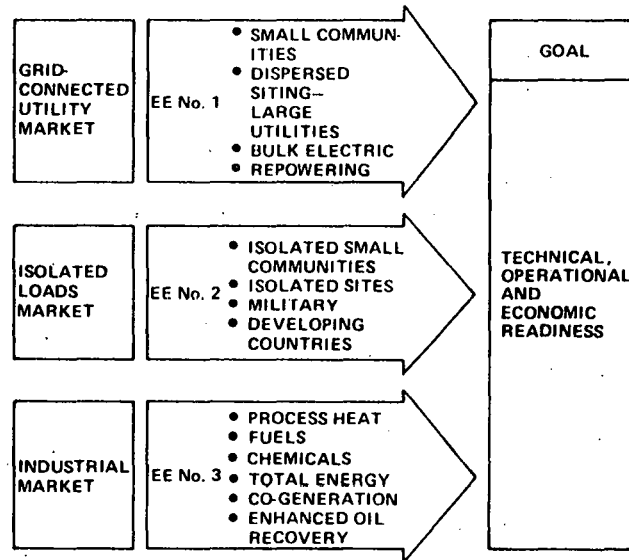 GRID-
CONNECTED
UTILITY
MARKET
EE No. 1
• SMALL COMMUN-
ITIES
• DISPERSED
SITING—
LARGE
UTILITIES
• BULK ELECTRIC
• REPOWERING
ISOLATED
LOADS
MARKET
EE No. 2
• ISOLATED SMALL
COMMUNITIES
• ISOLATED SITES
• MILITARY
• DEVELOPING
COUNTRIES
INDUSTRIAL
MARKET
EE No. 3
• PROCESS HEAT
• FUELS
• CHEMICALS
• TOTAL ENERGY
• CO-GENERATION
• ENHANCED OIL
RECOVERY
GOAL
TECHNICAL,
OPERATIONAL
AND
ECONOMIC
READINESS